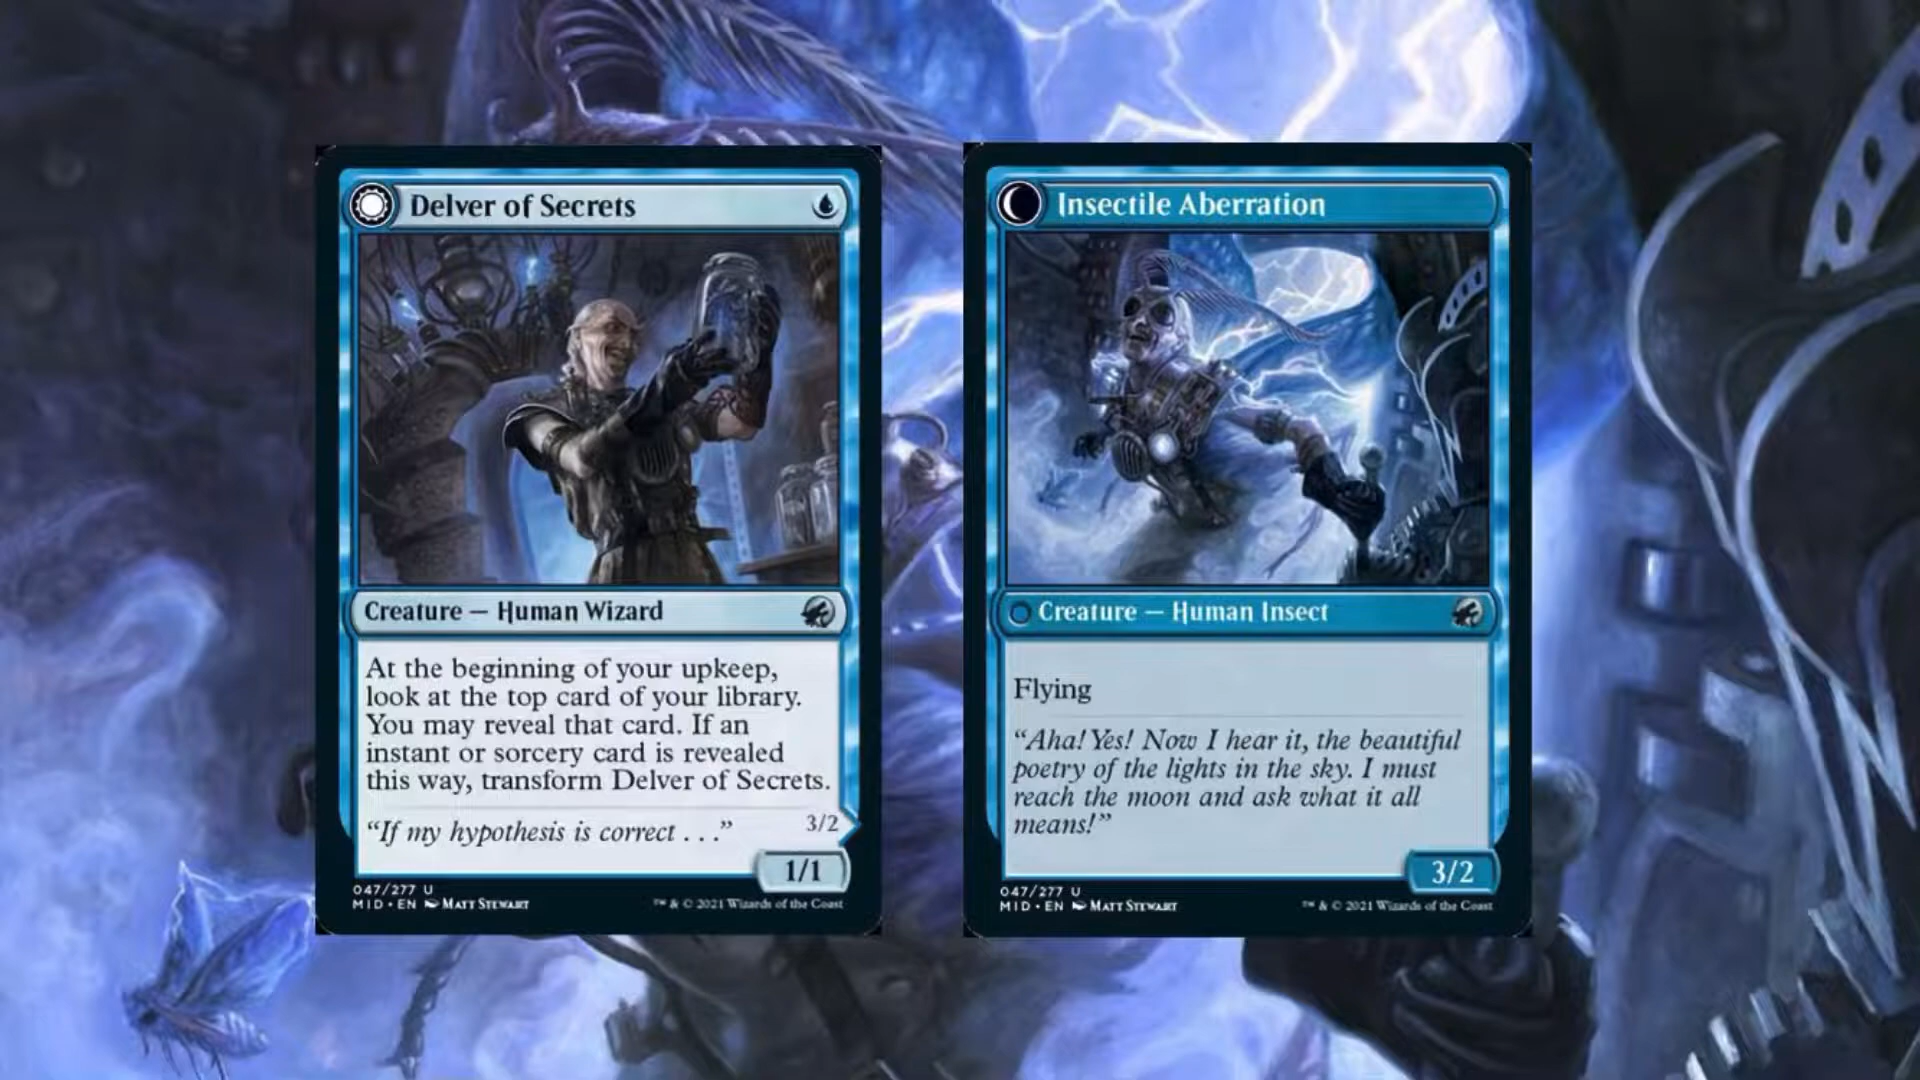 Delver of Secrets
Creature — Human Wizard
At the beginning of your upkeep,
look at the top card of your library.
You may reveal that card. If an
instant or sorcery card is revealed
this way, transform Delver of Secrets.
“If my hypothesis is correct . . .”
3/2
1/1
047/277 U
MID • EN MATT STEWART
™ & © 2021 Wizards of the Coast
Insectile Aberration
Creature — Human Insect
Flying
“Aha! Yes! Now I hear it, the beautiful
poetry of the lights in the sky. I must
reach the moon and ask what it all
means!”
3/2
047/277 U
MID • EN MATT STEWART
™ & © 2021 Wizards of the Coast